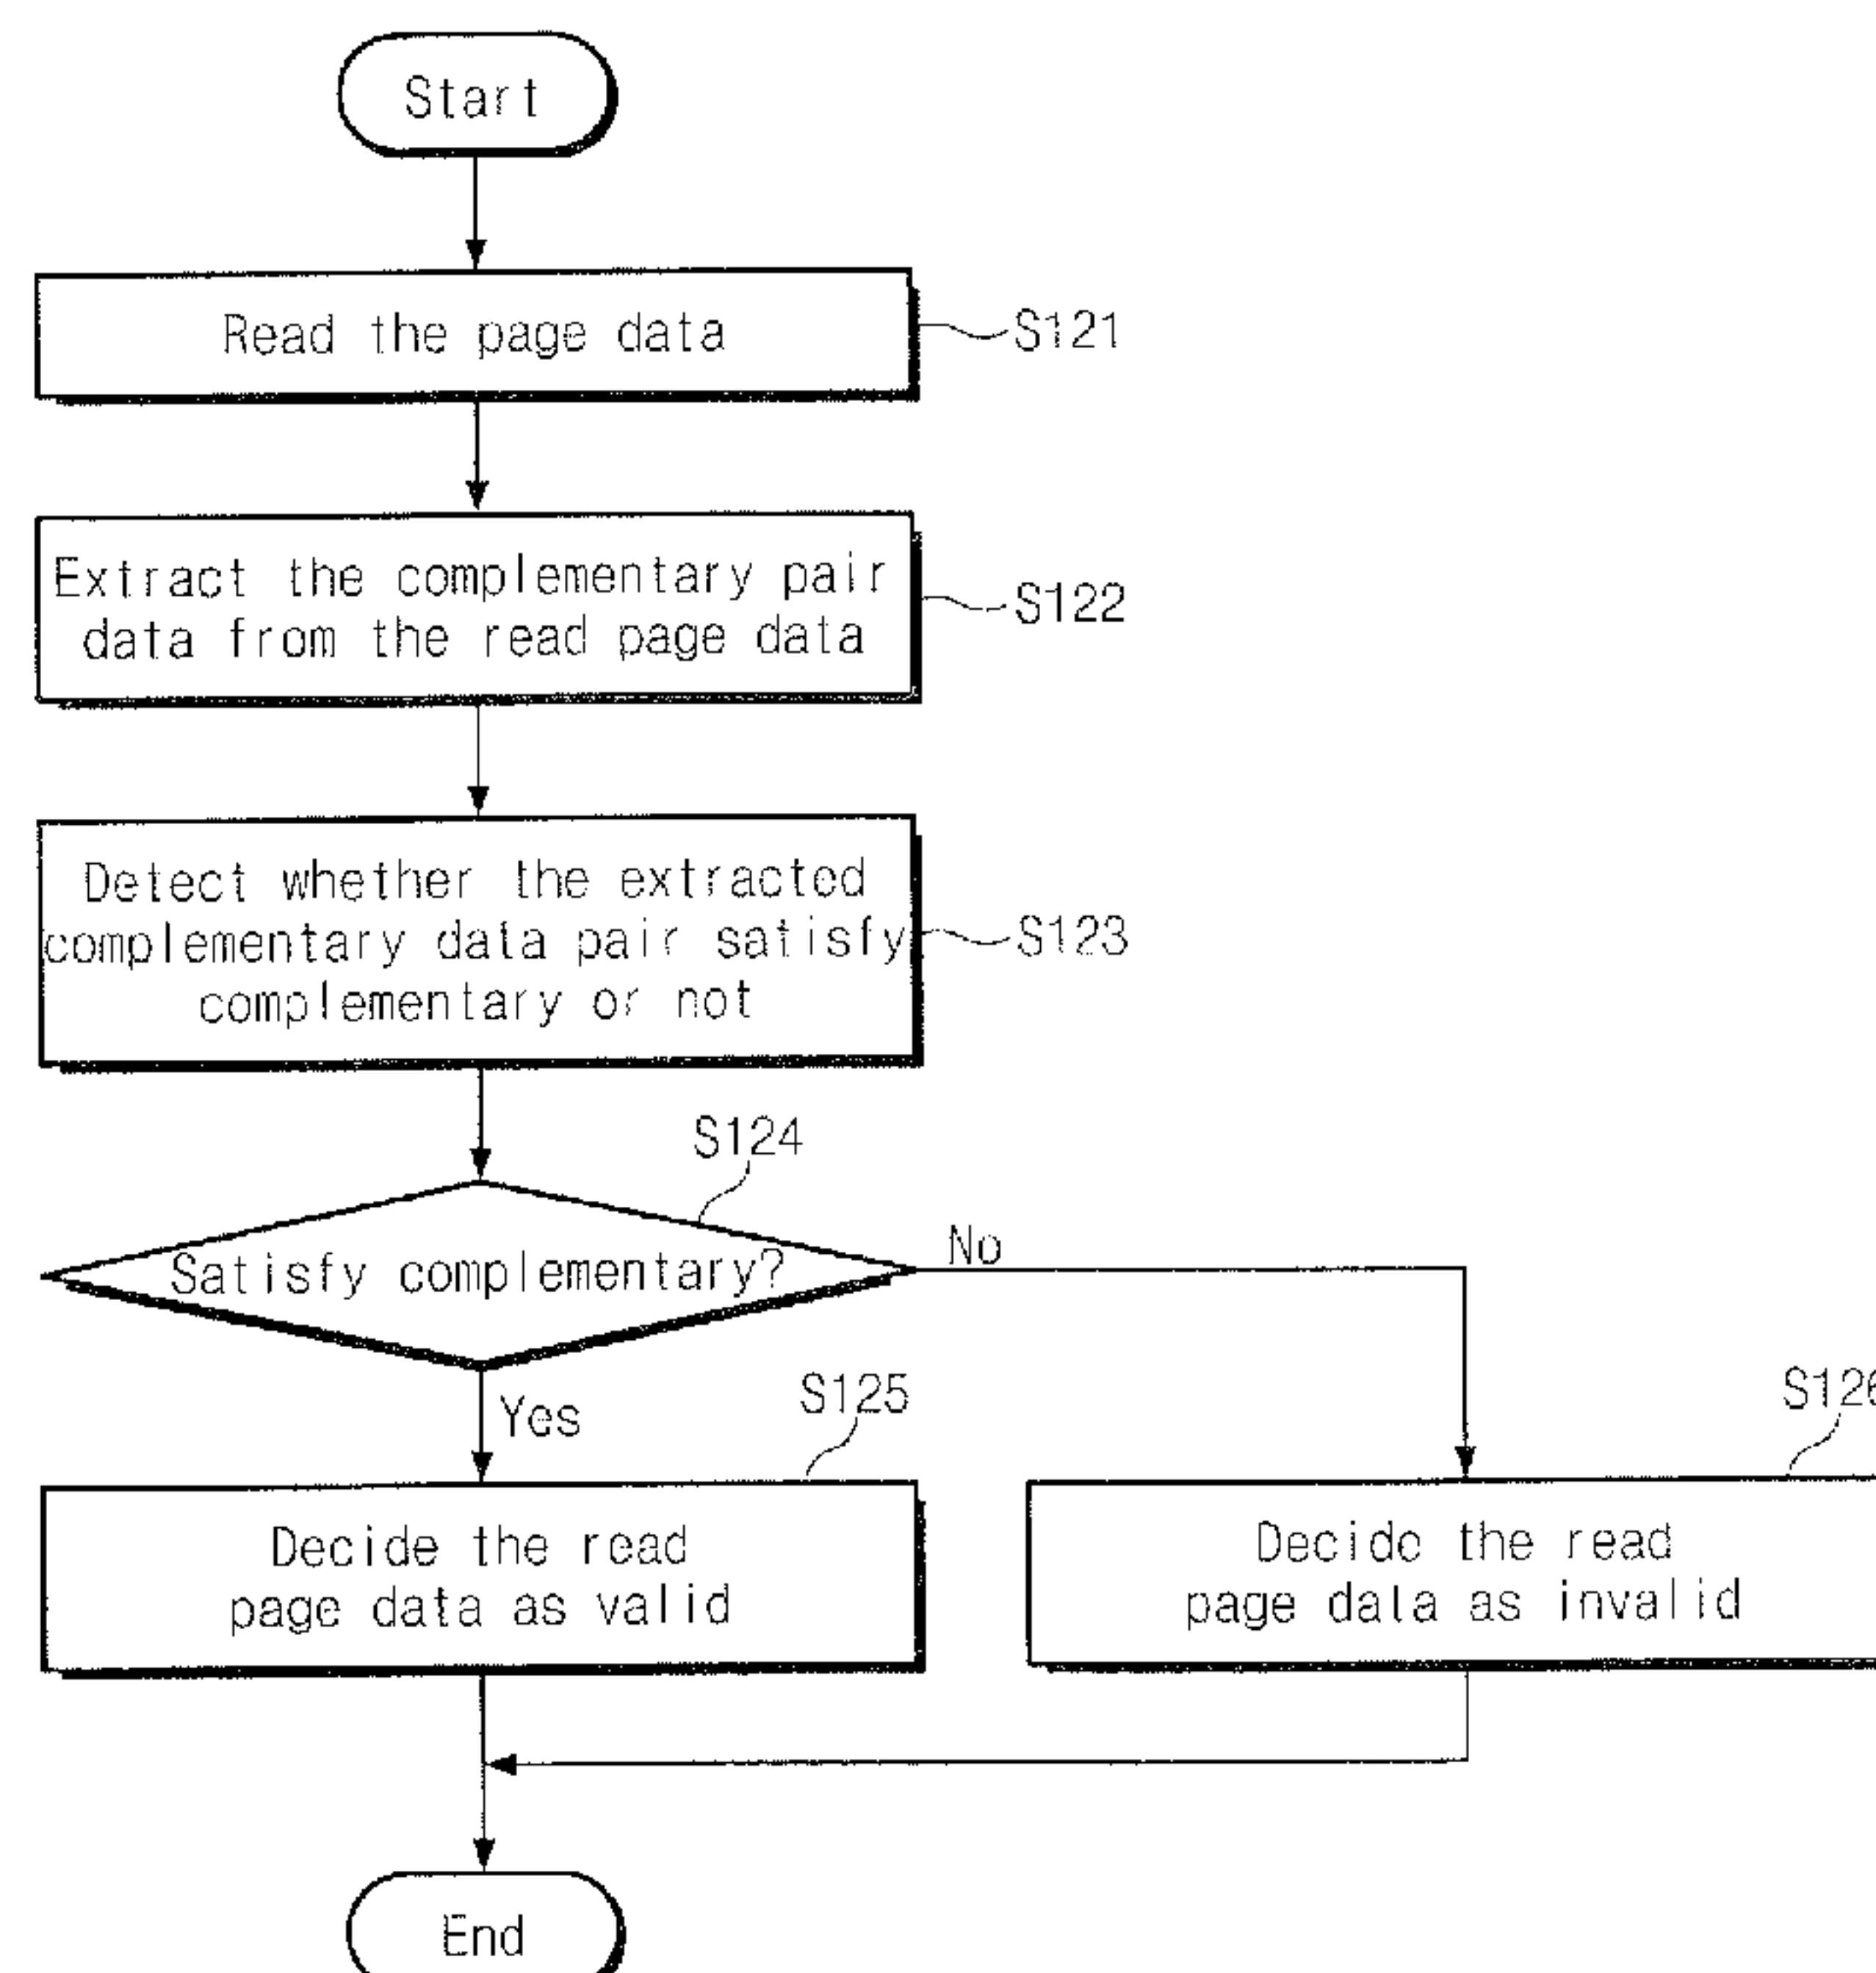 Start
Read the page data
S121
Extract the complementary pair
data from the read page data
S122
Detect whether the extracted
complementary data pair satisfy
complementary or not
S123
S124
Satisfy complementary?
No
Yes
S125
S126
Decide the read
page data as valid
Decide the read
page data as invalid
End